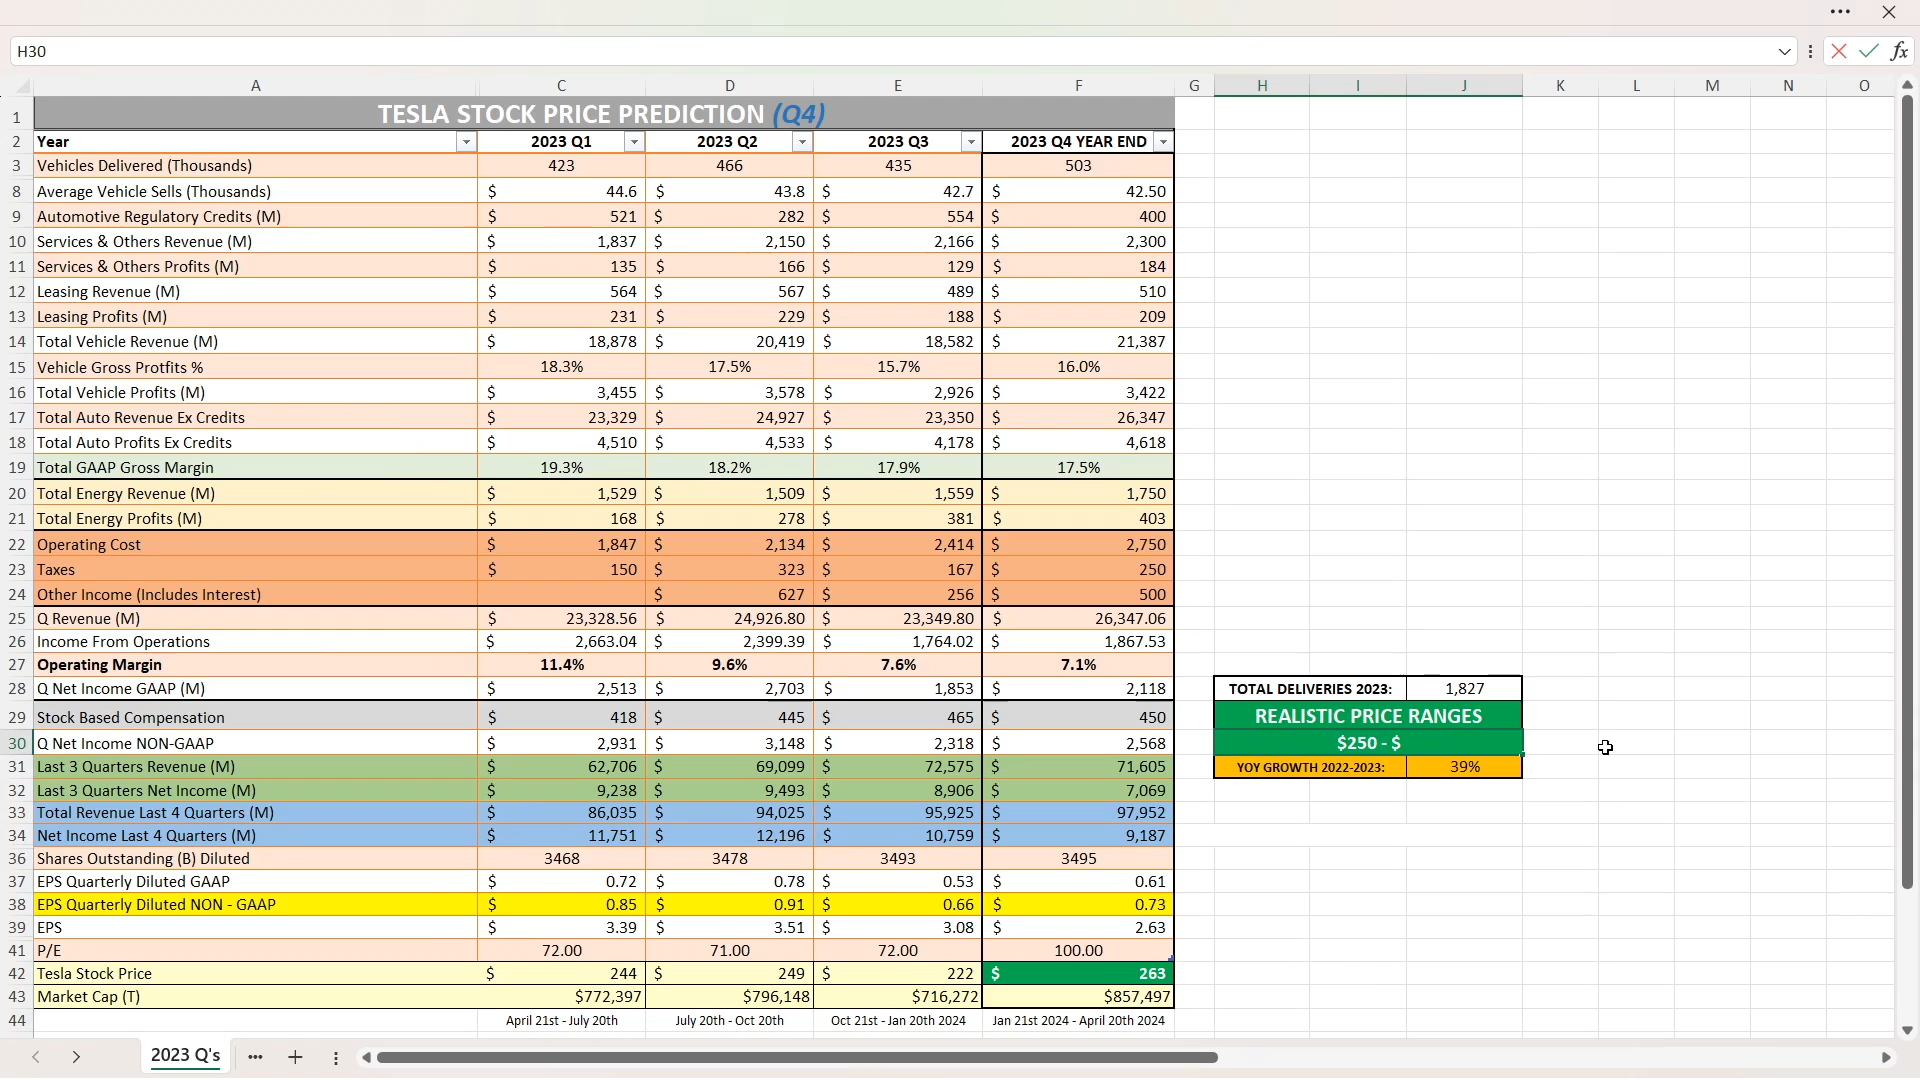 H30
fx
A C D E F G H I J K L M N O
1 TESLA STOCK PRICE PREDICTION (Q4)
2 Year 2023 Q1 2023 Q2 2023 Q3 2023 Q4 YEAR END
3 Vehicles Delivered (Thousands) 423 466 435 503
8 Average Vehicle Sells (Thousands) $ 44.6 $ 43.8 $ 42.7 $ 42.50
9 Automotive Regulatory Credits (M) $ 521 $ 282 $ 554 $ 400
10 Services & Others Revenue (M) $ 1,837 $ 2,150 $ 2,166 $ 2,300
11 Services & Others Profits (M) $ 135 $ 166 $ 129 $ 184
12 Leasing Revenue (M) $ 564 $ 567 $ 489 $ 510
13 Leasing Profits (M) $ 231 $ 229 $ 188 $ 209
14 Total Vehicle Revenue (M) $ 18,878 $ 20,419 $ 18,582 $ 21,387
15 Vehicle Gross Protfits % 18.3% 17.5% 15.7% 16.0%
16 Total Vehicle Profits (M) $ 3,455 $ 3,578 $ 2,926 $ 3,422
17 Total Auto Revenue Ex Credits $ 23,329 $ 24,927 $ 23,350 $ 26,347
18 Total Auto Profits Ex Credits $ 4,510 $ 4,533 $ 4,178 $ 4,618
19 Total GAAP Gross Margin 19.3% 18.2% 17.9% 17.5%
20 Total Energy Revenue (M) $ 1,529 $ 1,509 $ 1,559 $ 1,750
21 Total Energy Profits (M) $ 168 $ 278 $ 381 $ 403
22 Operating Cost $ 1,847 $ 2,134 $ 2,414 $ 2,750
23 Taxes $ 150 $ 323 $ 167 $ 250
24 Other Income (Includes Interest) $ 627 $ 256 $ 500
25 Q Revenue (M) $ 23,328.56 $ 24,926.80 $ 23,349.80 $ 26,347.06
26 Income From Operations $ 2,663.04 $ 2,399.39 $ 1,764.02 $ 1,867.53
27 Operating Margin 11.4% 9.6% 7.6% 7.1%
28 Q Net Income GAAP (M) $ 2,513 $ 2,703 $ 1,853 $ 2,118 TOTAL DELIVERIES 2023: 1,827
29 Stock Based Compensation $ 418 $ 445 $ 465 $ 450 REALISTIC PRICE RANGES
30 Q Net Income NON-GAAP $ 2,931 $ 3,148 $ 2,318 $ 2,568 $250 - $
31 Last 3 Quarters Revenue (M) $ 62,706 $ 69,099 $ 72,575 $ 71,605 YOY GROWTH 2022-2023: 39%
32 Last 3 Quarters Net Income (M) $ 9,238 $ 9,493 $ 8,906 $ 7,069
33 Total Revenue Last 4 Quarters (M) $ 86,035 $ 94,025 $ 95,925 $ 97,952
34 Net Income Last 4 Quarters (M) $ 11,751 $ 12,196 $ 10,759 $ 9,187
36 Shares Outstanding (B) Diluted 3468 3478 3493 3495
37 EPS Quarterly Diluted GAAP $ 0.72 $ 0.78 $ 0.53 $ 0.61
38 EPS Quarterly Diluted NON - GAAP $ 0.85 $ 0.91 $ 0.66 $ 0.73
39 EPS $ 3.39 $ 3.51 $ 3.08 $ 2.63
41 P/E 72.00 71.00 72.00 100.00
42 Tesla Stock Price $ 244 $ 249 $ 222 $ 263
43 Market Cap (T) $772,397 $796,148 $716,272 $857,497
44 April 21st - July 20th July 20th - Oct 20th Oct 21st - Jan 20th 2024 Jan 21st 2024 - April 20th 2024
2023 Q's